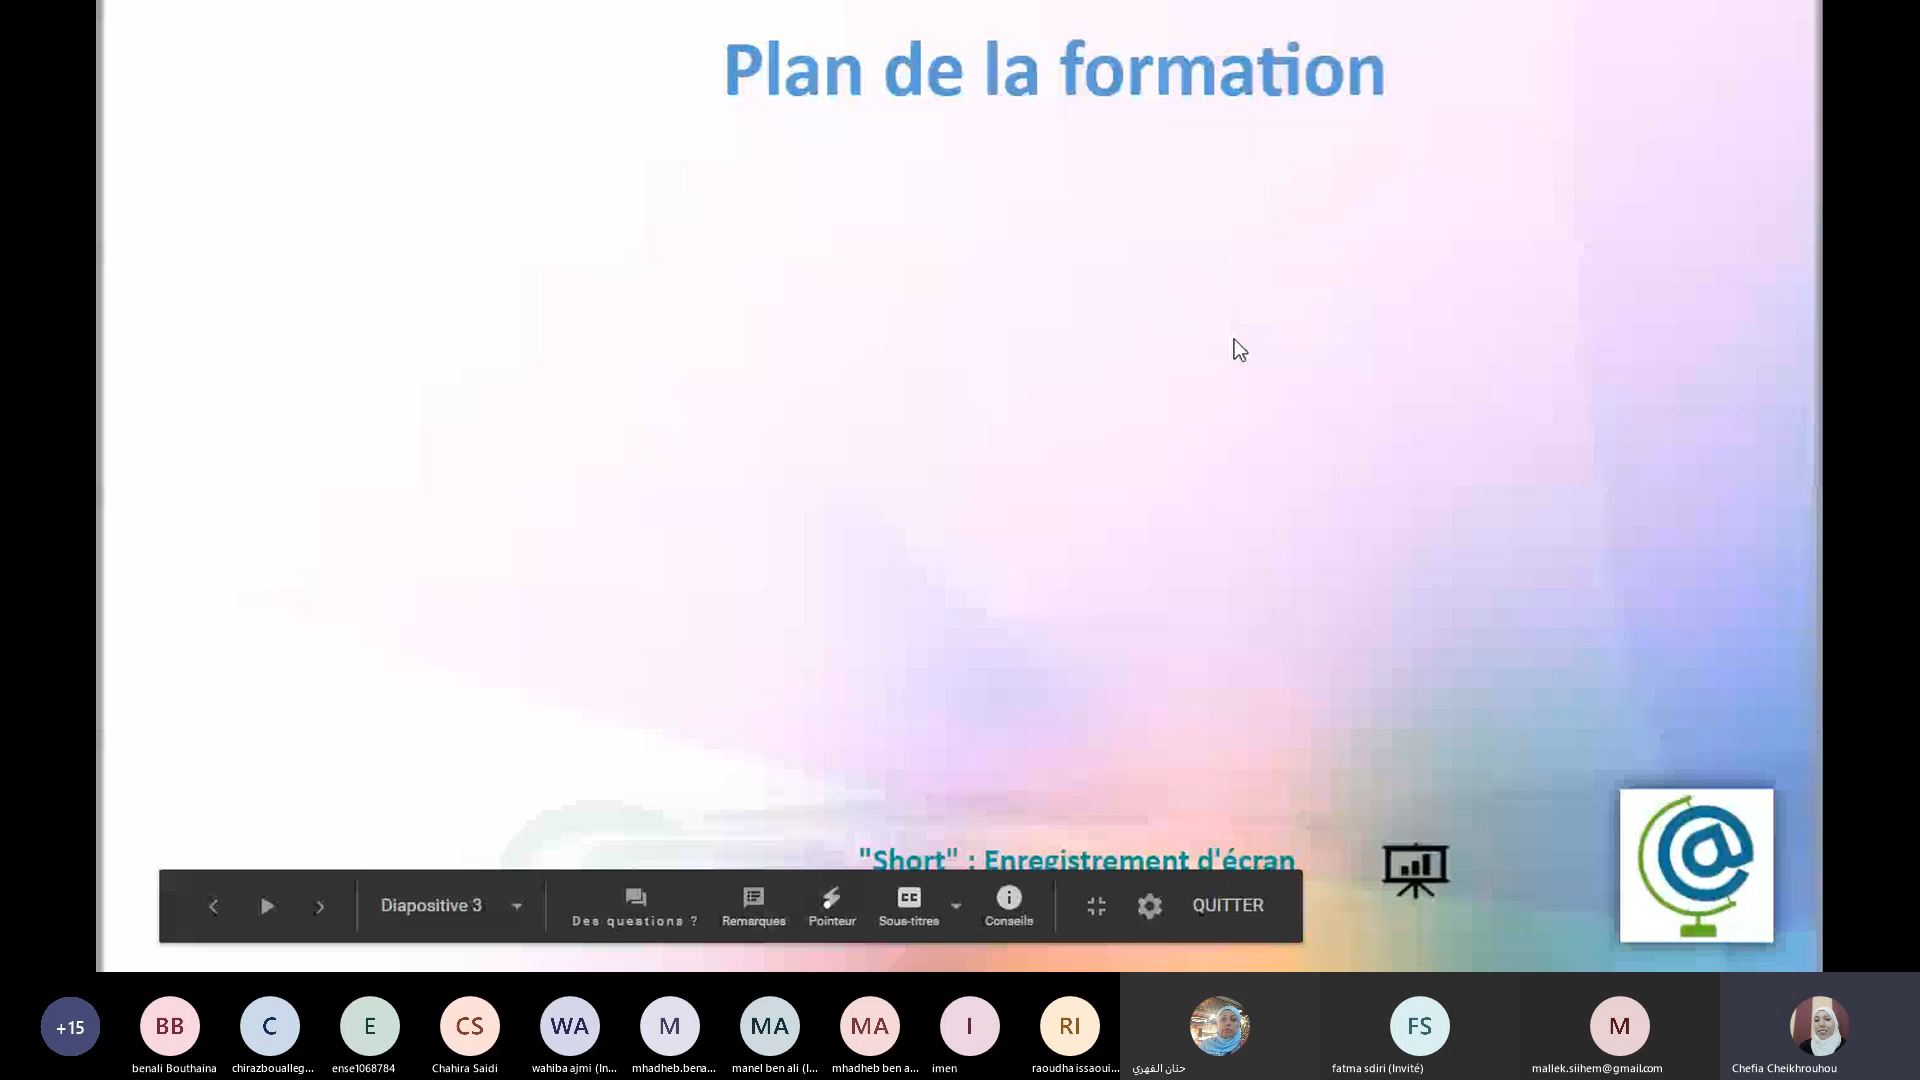 Plan de la formation
"Short" : Enregistrement d'écran
Diapositive 3
Des questions ?
Remarques
Pointeur
CC
Sous-titres
Conseils
QUITTER
@
+15
BB
C
E
CS
WA
M
MA
MA
I
RI
FS
M
benali Bouthaina
chirazboualleg...
ense1068784
Chahira Saidi
wahiba ajmi (In...
mhadheb.bena...
manel ben ali (I...
mhadheb ben a...
imen
raoudha issaoui...
حنان الفهري
fatma sdiri (Invité)
mallek.siihem@gmail.com
Chefia Cheikhrouhou